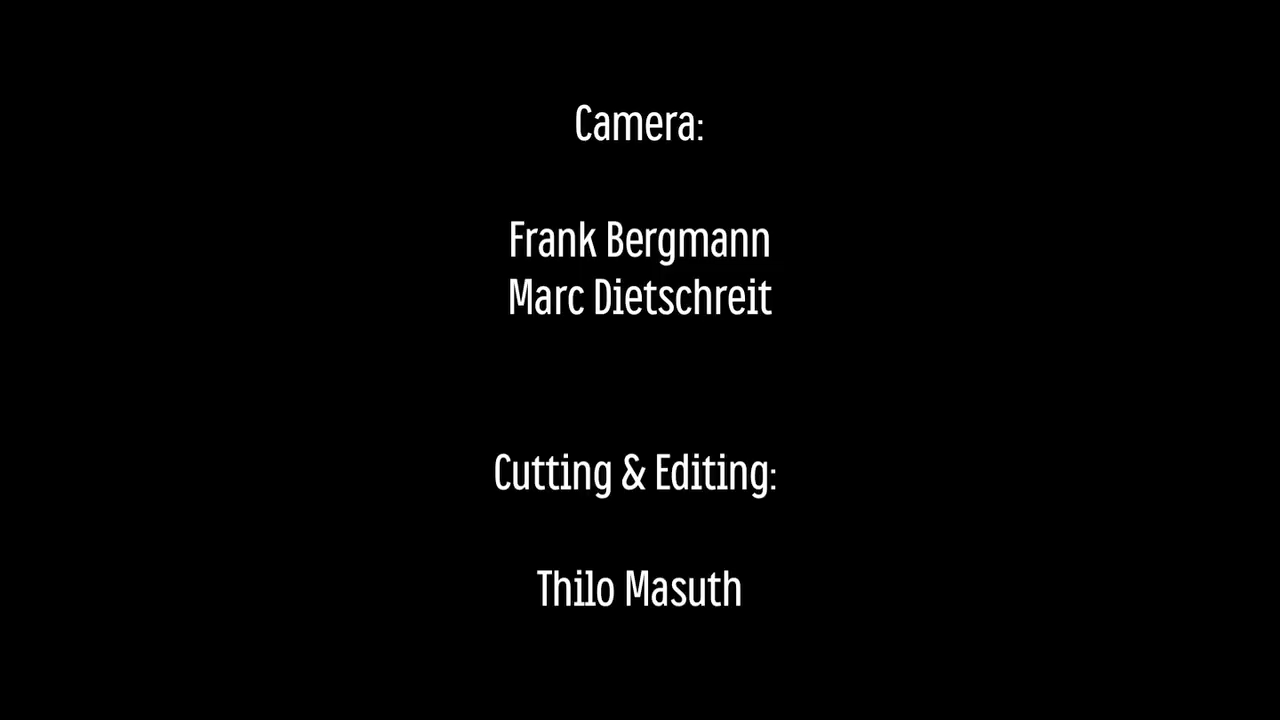 Camera:
Frank Bergmann
Marc Dietschreit
Cutting & Editing:
Thilo Masuth